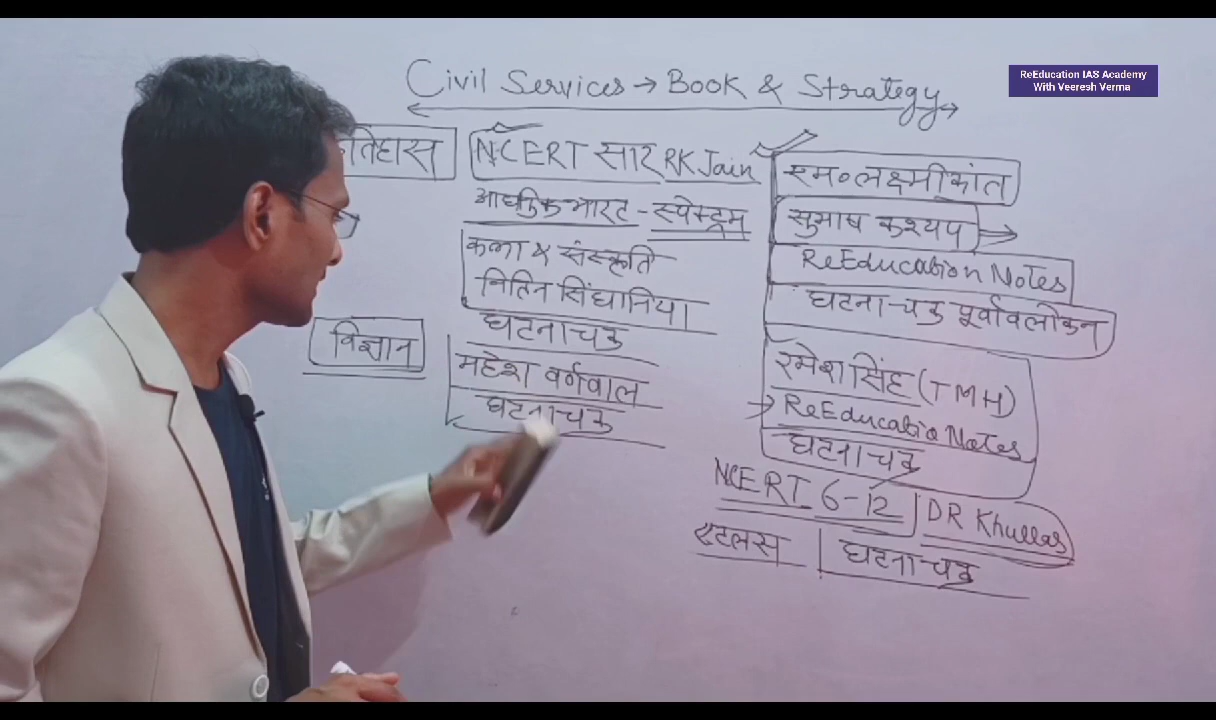 Civil Services → Book & Strategy
ReEducation IAS Academy
With Veeresh Verma
इतिहास
NCERT सार RK Jain
आधुनिक भारत - स्पेक्ट्रम
कला & संस्कृति
नितिन सिंघानिया
घटनाचक्र
विज्ञान
महेश वर्णवाल
घटनाचक्र
एम० लक्ष्मीकांत
सुभाष कश्यप →
ReEducation Notes
घटनाचक्र पूर्वावलोकन
रमेश सिंह (TMH)
→ ReEducatio Notes
घटनाचक्र
NCERT 6-12 | DR Khullar
एटलस | घटनाचक्र